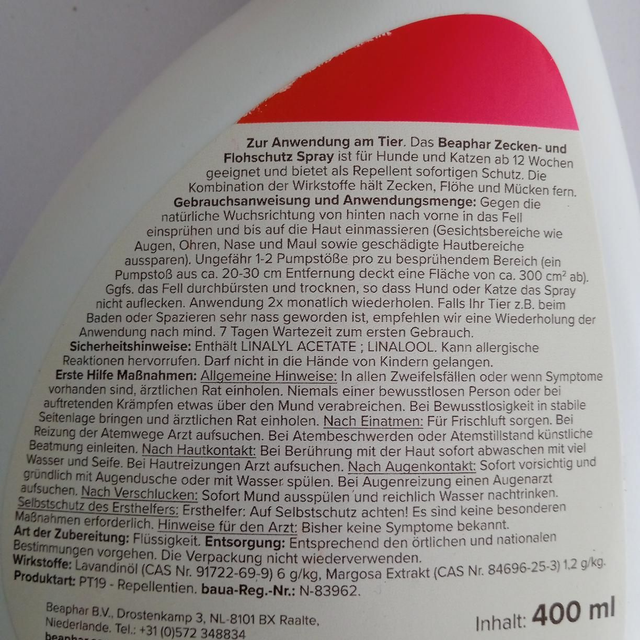 Zur Anwendung am Tier. Das Beaphar Zecken- und
Flohschutz Spray ist für Hunde und Katzen ab 12 Wochen
geeignet und bietet als Repellent sofortigen Schutz. Die
Kombination der Wirkstoffe hält Zecken, Flöhe und Mücken fern.
Gebrauchsanweisung und Anwendungsmenge: Gegen die
natürliche Wuchsrichtung von hinten nach vorne in das Fell
einsprühen und bis auf die Haut einmassieren (Gesichtsbereiche wie
Augen, Ohren, Nase und Maul sowie geschädigte Hautbereiche
aussparen). Ungefähr 1-2 Pumpstöße pro zu besprühendem Bereich (ein
Pumpstoß aus ca. 20-30 cm Entfernung deckt eine Fläche von ca. 300 cm² ab).
Ggfs. das Fell durchbürsten und trocknen, so dass Hund oder Katze das Spray
nicht auflecken. Anwendung 2x monatlich wiederholen. Falls Ihr Tier z.B. beim
Baden oder Spazieren sehr nass geworden ist, empfehlen wir eine Wiederholung der
Anwendung nach mind. 7 Tagen Wartezeit zum ersten Gebrauch.
Sicherheitshinweise: Enthält LINALYL ACETATE ; LINALOOL. Kann allergische
Reaktionen hervorrufen. Darf nicht in die Hände von Kindern gelangen.
Erste Hilfe Maßnahmen: Allgemeine Hinweise: In allen Zweifelsfällen oder wenn Symptome
vorhanden sind, ärztlichen Rat einholen. Niemals einer bewusstlosen Person oder bei
auftretenden Krämpfen etwas über den Mund verabreichen. Bei Bewusstlosigkeit in stabile
Seitenlage bringen und ärztlichen Rat einholen. Nach Einatmen: Für Frischluft sorgen. Bei
Reizung der Atemwege Arzt aufsuchen. Bei Atembeschwerden oder Atemstillstand künstliche
Beatmung einleiten. Nach Hautkontakt: Bei Berührung mit der Haut sofort abwaschen mit viel
Wasser und Seife. Bei Hautreizungen Arzt aufsuchen. Nach Augenkontakt: Sofort vorsichtig und
gründlich mit Augendusche oder mit Wasser spülen. Bei Augenreizung einen Augenarzt
aufsuchen. Nach Verschlucken: Sofort Mund ausspülen und reichlich Wasser nachtrinken.
Selbstschutz des Ersthelfers: Ersthelfer: Auf Selbstschutz achten! Es sind keine besonderen
Maßnahmen erforderlich. Hinweise für den Arzt: Bisher keine Symptome bekannt.
Art der Zubereitung: Flüssigkeit. Entsorgung: Entsprechend den örtlichen und nationalen
Bestimmungen vorgehen. Die Verpackung nicht wiederverwenden.
Wirkstoffe: Lavandinöl (CAS Nr. 91722-69-9) 6 g/kg, Margosa Extrakt (CAS Nr. 84696-25-3) 1,2 g/kg.
Produktart: PT19 - Repellentien. baua-Reg.-Nr.: N-83962.
Beaphar B.V., Drostenkamp 3, NL-8101 BX Raalte,
Niederlande. Tel.: +31 (0)572 348834
Inhalt: 400 ml